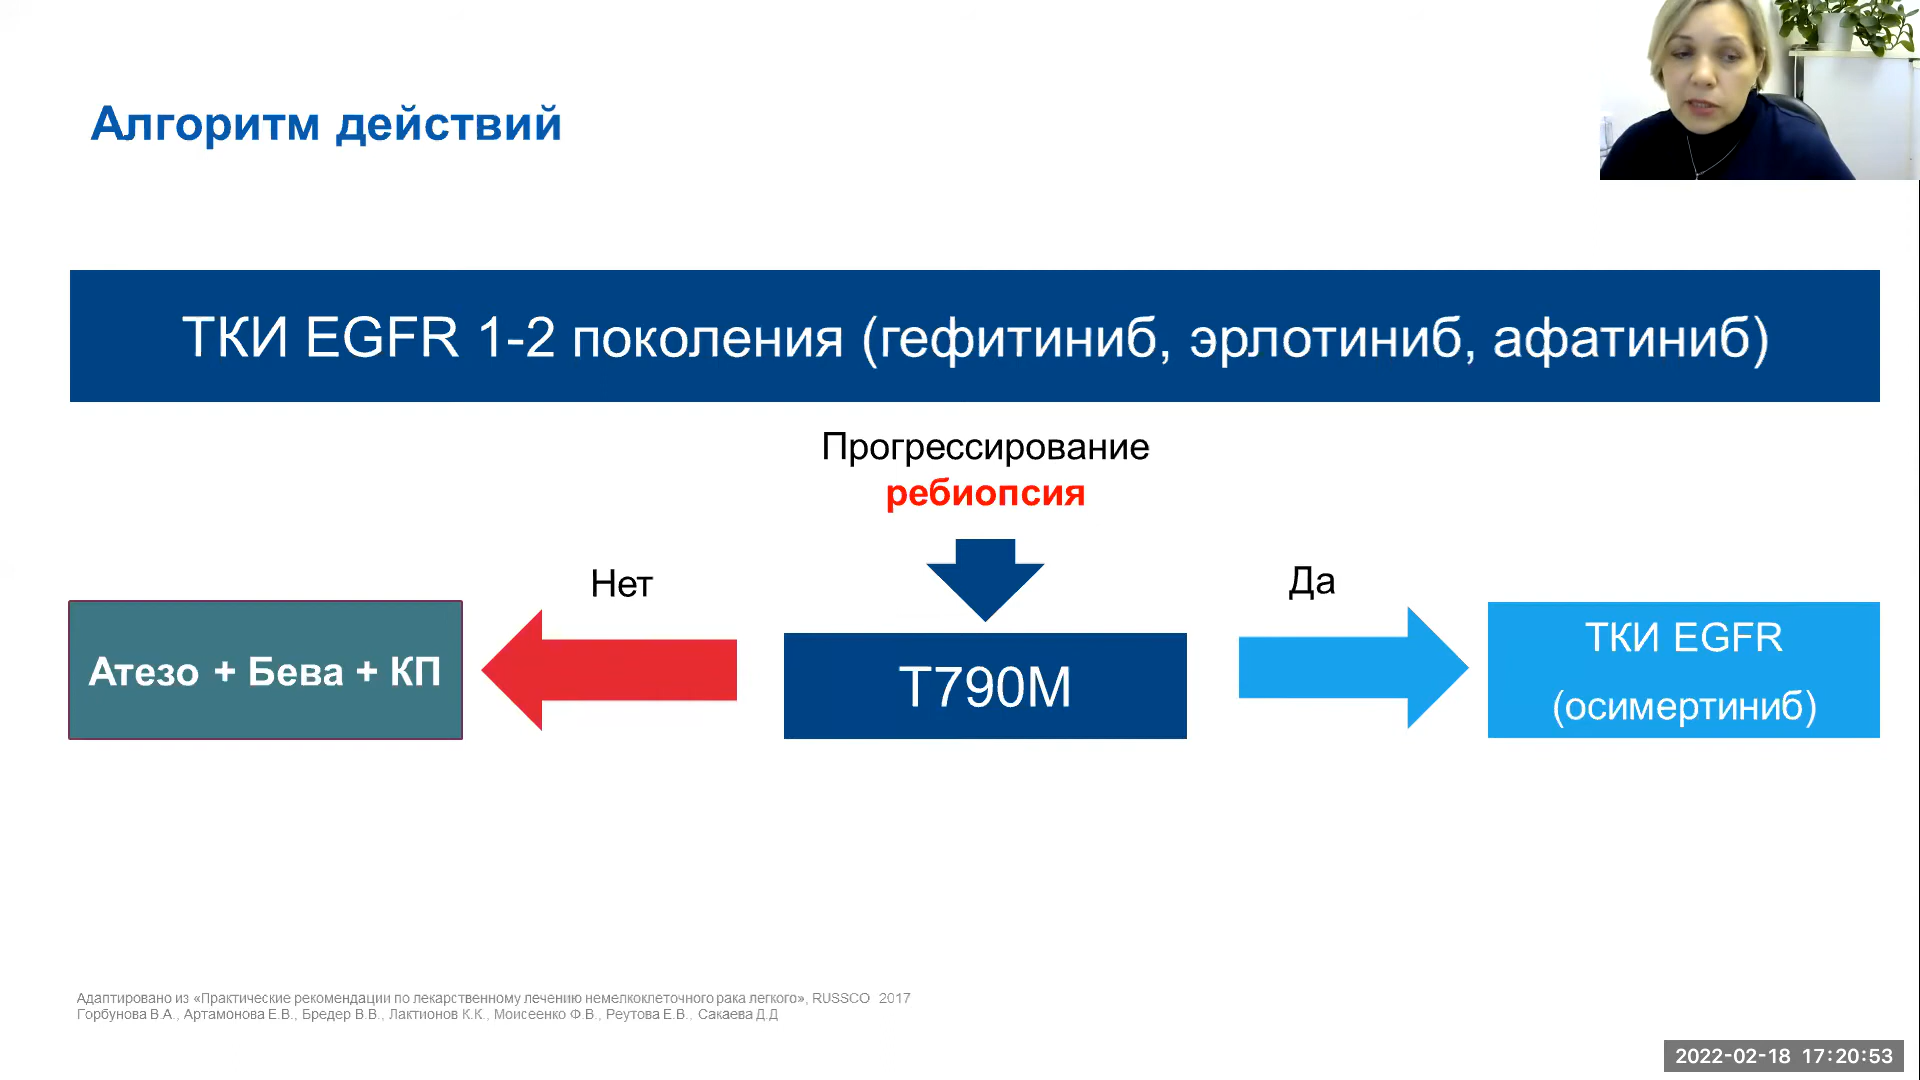 Алгоритм действий
ТКИ EGFR 1-2 поколения (гефитиниб, эрлотиниб, афатиниб)
Прогрессирование
ребиопсия
Нет
Да
Атезо + Бева + КП
T790M
ТКИ EGFR
(осимертиниб)
Адаптировано из «Практические рекомендации по лекарственному лечению немелкоклеточного рака легкого», RUSSCO 2017
Горбунова В.А., Артамонова Е.В., Бредер В.В., Лактионов К.К., Моисеенко Ф.В., Реутова Е.В., Сакаева Д.Д
2022-02-18 17:20:53